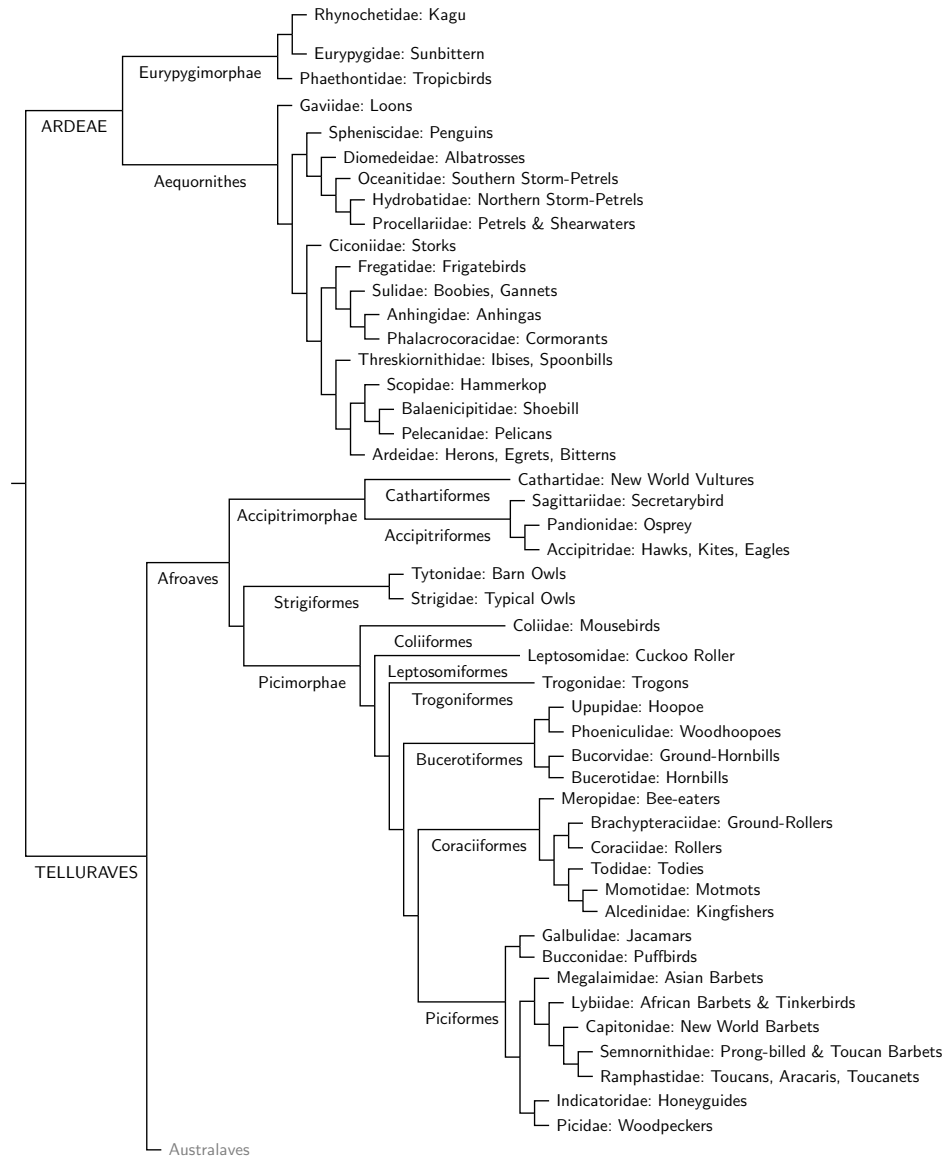 Rhynochetidae: Kagu
Eurypygidae: Sunbittern
Eurypygimorphae
Phaethontidae: Tropicbirds
Gaviidae: Loons
ARDEAE
Spheniscidae: Penguins
Diomedeidae: Albatrosses
Aequornithes
Oceanitidae: Southern Storm-Petrels
Hydrobatidae: Northern Storm-Petrels
Procellariidae: Petrels & Shearwaters
Ciconiidae: Storks
Fregatidae: Frigatebirds
Sulidae: Boobies, Gannets
Anhingidae: Anhingas
Phalacrocoracidae: Cormorants
Threskiornithidae: Ibises, Spoonbills
Scopidae: Hammerkop
Balaenicipitidae: Shoebill
Pelecanidae: Pelicans
Ardeidae: Herons, Egrets, Bitterns
Cathartidae: New World Vultures
Cathartiformes
Sagittariidae: Secretarybird
Accipitrimorphae
Pandionidae: Osprey
Accipitriformes
Accipitridae: Hawks, Kites, Eagles
Tytonidae: Barn Owls
Afroaves
Strigidae: Typical Owls
Strigiformes
Coliidae: Mousebirds
Coliiformes
Leptosomidae: Cuckoo Roller
Leptosomiformes
Picimorphae
Trogonidae: Trogons
Trogoniformes
Upupidae: Hoopoe
Phoeniculidae: Woodhoopoes
Bucorvidae: Ground-Hornbills
Bucerotiformes
Bucerotidae: Hornbills
Meropidae: Bee-eaters
Brachypteraciidae: Ground-Rollers
Coraciiformes
Coraciidae: Rollers
Todidae: Todies
TELLURAVES
Momotidae: Motmots
Alcedinidae: Kingfishers
Galbulidae: Jacamars
Bucconidae: Puffbirds
Megalaimidae: Asian Barbets
Lybiidae: African Barbets & Tinkerbirds
Piciformes
Capitonidae: New World Barbets
Semnornithidae: Prong-billed & Toucan Barbets
Ramphastidae: Toucans, Aracaris, Toucanets
Indicatoridae: Honeyguides
Picidae: Woodpeckers
Australaves